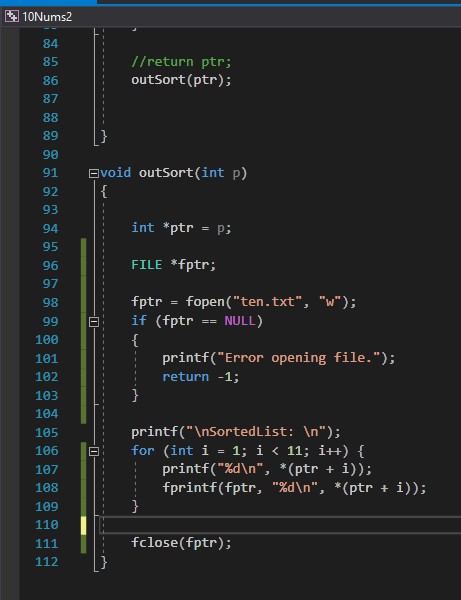 10Nums2
84
85 //return ptr;
86 outSort(ptr);
87
88
89 }
90
91 void outSort(int p)
92 {
93
94 int *ptr = p;
95
96 FILE *fptr;
97
98 fptr = fopen("ten.txt", "w");
99 if (fptr == NULL)
100 {
101 printf("Error opening file.");
102 return -1;
103 }
104
105 printf("\nSortedList: \n");
106 for (int i = 1; i < 11; i++) {
107 printf("%d\n", *(ptr + i));
108 fprintf(fptr, "%d\n", *(ptr + i));
109 }
110
111 fclose(fptr);
112 }